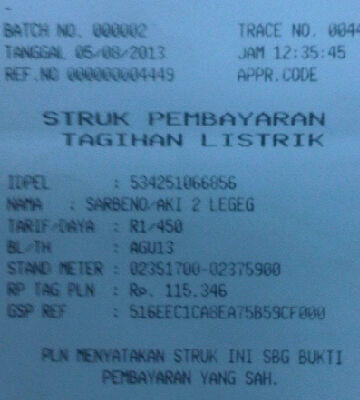 BATCH NO. 000002 TRACE NO. 0044
TANGGAL 05/08/2013 JAM 12:35:45
REF.NO 000000004449 APPR.CODE
STRUK PEMBAYARAN
TAGIHAN LISTRIK
IDPEL : 534251066856
NAMA : SARBENO/AKI 2 LEGEG
TARIF/DAYA : R1/450
BL/TH : AGU13
STAND METER : 02351700-02375900
RP TAG PLN : Rp. 115.346
GSP REF : 516EEC1CA8EA75B59CF000
PLN MENYATAKAN STRUK INI SBG BUKTI
PEMBAYARAN YANG SAH.